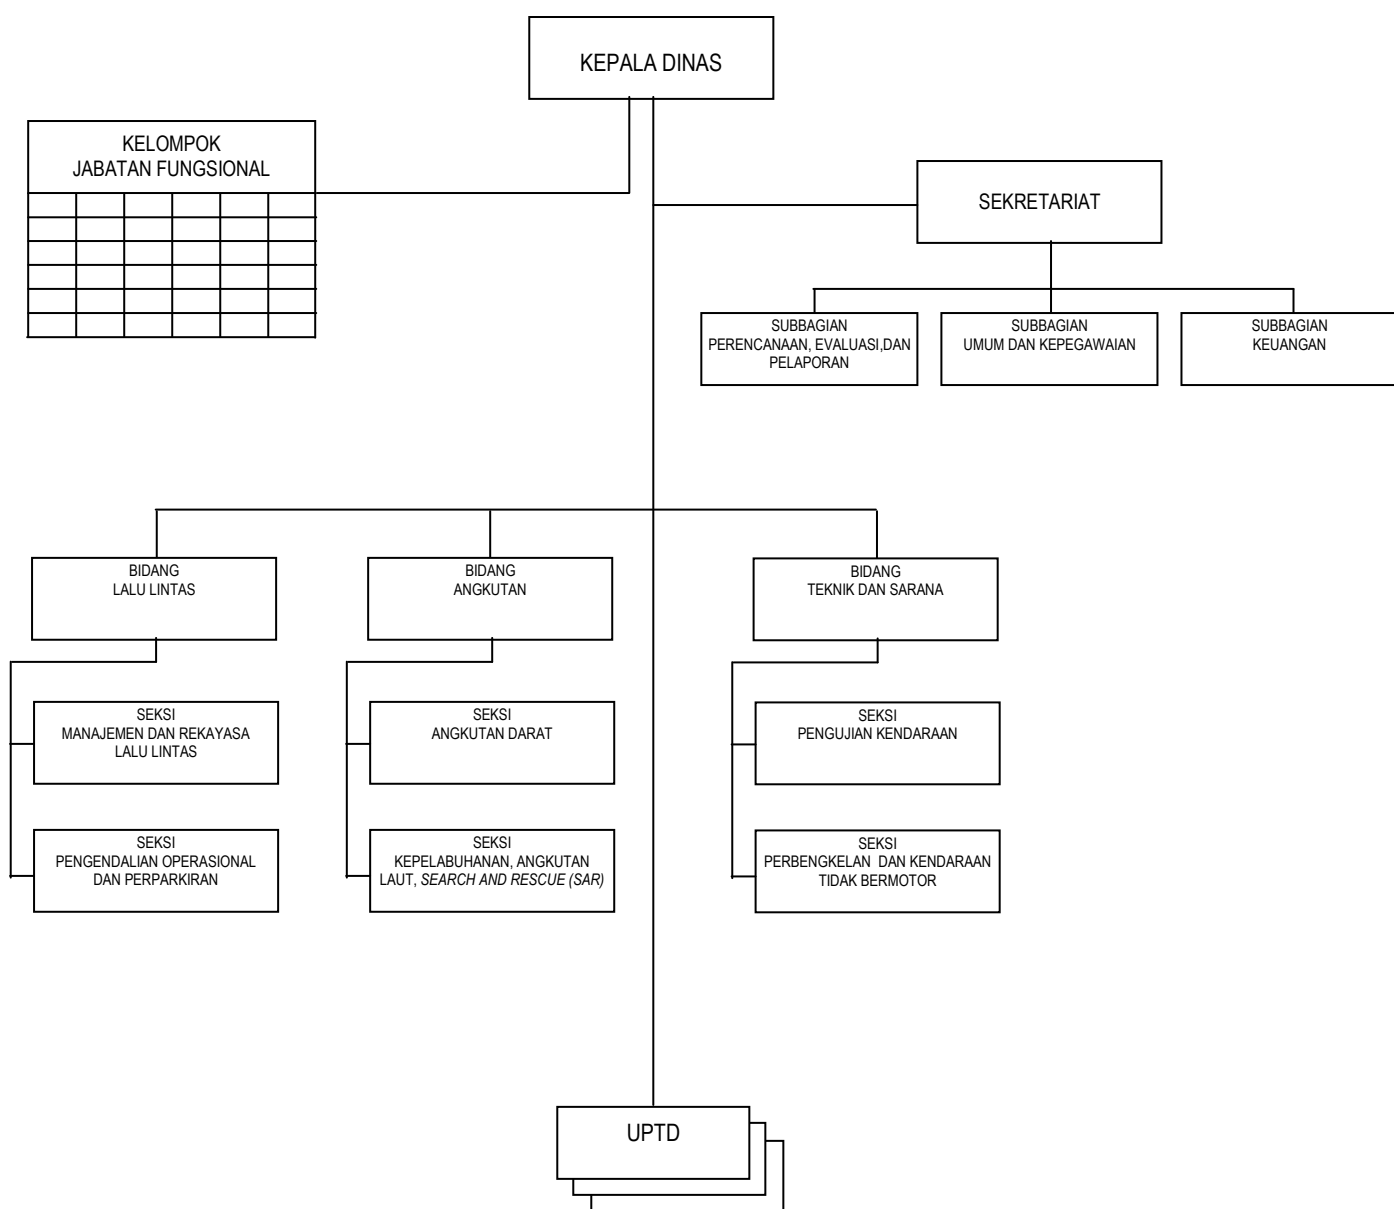 KEPALA DINAS
KELOMPOK
JABATAN FUNGSIONAL
SEKRETARIAT
SUBBAGIAN
PERENCANAAN, EVALUASI,DAN
PELAPORAN
SUBBAGIAN
UMUM DAN KEPEGAWAIAN
SUBBAGIAN
KEUANGAN
BIDANG
LALU LINTAS
BIDANG
ANGKUTAN
BIDANG
TEKNIK DAN SARANA
SEKSI
MANAJEMEN DAN REKAYASA
LALU LINTAS
SEKSI
ANGKUTAN DARAT
SEKSI
PENGUJIAN KENDARAAN
SEKSI
PENGENDALIAN OPERASIONAL
DAN PERPARKIRAN
SEKSI
KEPELABUHANAN, ANGKUTAN
LAUT, SEARCH AND RESCUE (SAR)
SEKSI
PERBENGKELAN  DAN KENDARAAN
TIDAK BERMOTOR
UPTD